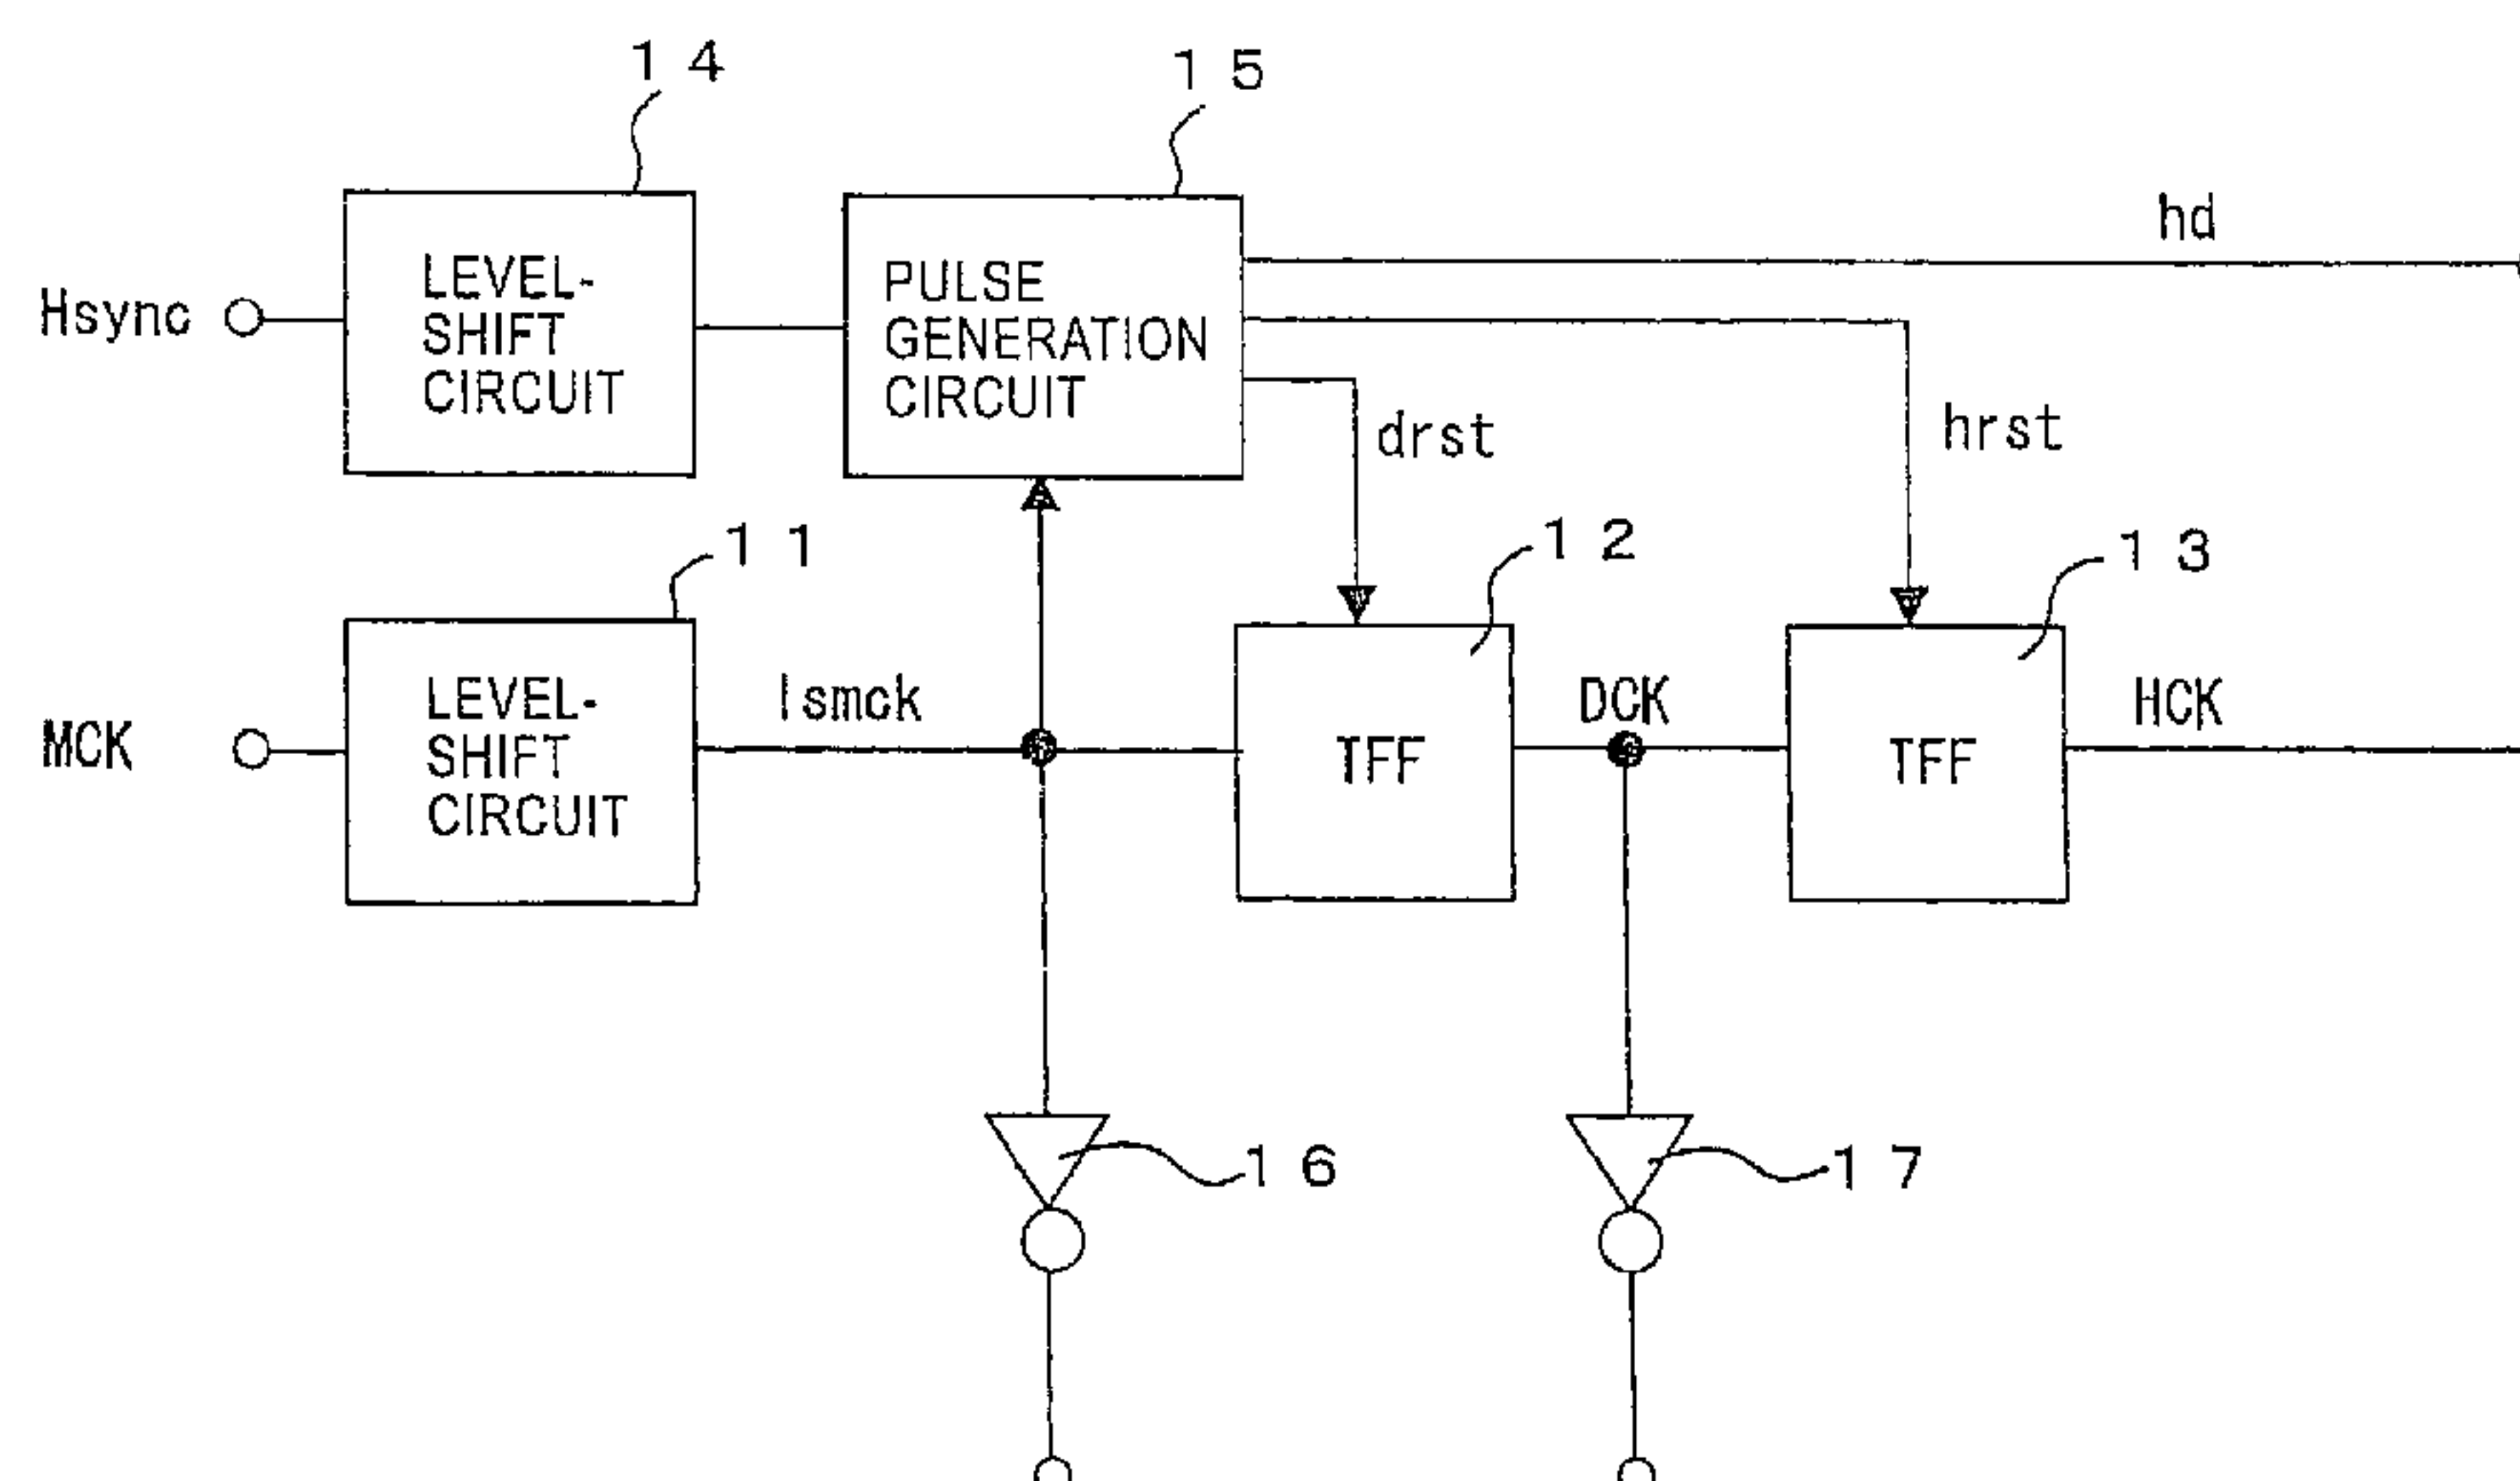 1 4
1 5
hd
LEVEL-
SHIFT
CIRCUIT
PULSE
GENERATION
CIRCUIT
Hsync
drst
hrst
1 1
1 2
1 3
LEVEL-
SHIFT
CIRCUIT
lsmck
DCK
HCK
MCK
TFF
TFF
1 6
1 7